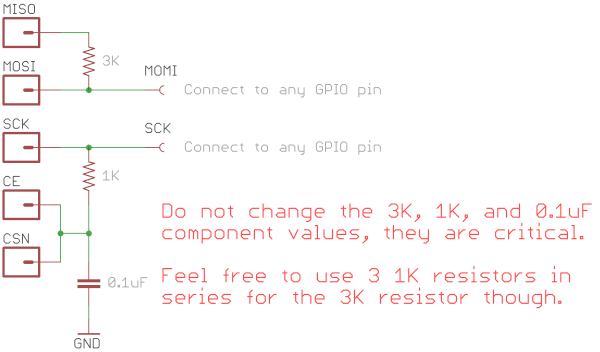 MISO
3K
MOSI
MOMI
Connect to any GPIO pin
SCK
SCK
Connect to any GPIO pin
1K
CE
Do not change the 3K, 1K, and 0.1uF
component values, they are critical.
CSN
0.1uF
Feel free to use 3 1K resistors in
series for the 3K resistor though.
GND